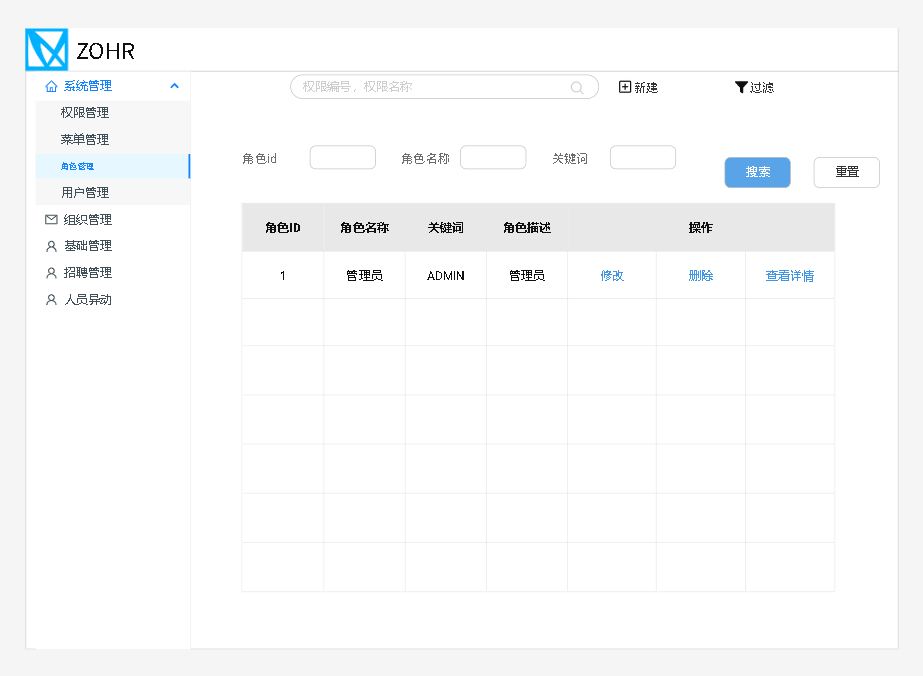 ZOHR
系统管理
权限管理
菜单管理
角色管理
用户管理
组织管理
基础管理
招聘管理
人员异动
权限编号，权限名称 新建 过滤
角色id 角色名称 关键词 搜索 重置
角色ID 角色名称 关键词 角色描述 操作
1 管理员 ADMIN 管理员 修改 删除 查看详情